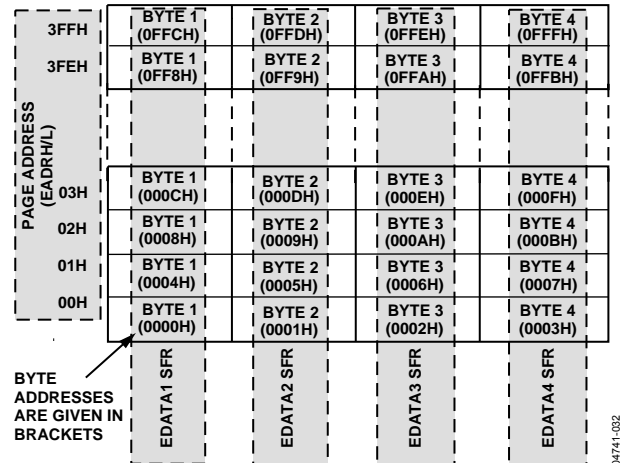 3FFH BYTE 1 BYTE 2 BYTE 3 BYTE 4
(0FFCH) (0FFDH) (0FFEH) (0FFFH)
3FEH BYTE 1 BYTE 2 BYTE 3 BYTE 4
(0FF8H) (0FF9H) (0FFAH) (0FFBH)
PAGE ADDRESS
(EADRH/L)
03H BYTE 1 BYTE 2 BYTE 3 BYTE 4
(000CH) (000DH) (000EH) (000FH)
02H BYTE 1 BYTE 2 BYTE 3 BYTE 4
(0008H) (0009H) (000AH) (000BH)
01H BYTE 1 BYTE 2 BYTE 3 BYTE 4
(0004H) (0005H) (0006H) (0007H)
00H BYTE 1 BYTE 2 BYTE 3 BYTE 4
(0000H) (0001H) (0002H) (0003H)
BYTE
ADDRESSES
ARE GIVEN IN
BRACKETS
EDATA1 SFR
EDATA2 SFR
EDATA3 SFR
EDATA4 SFR
04741-032